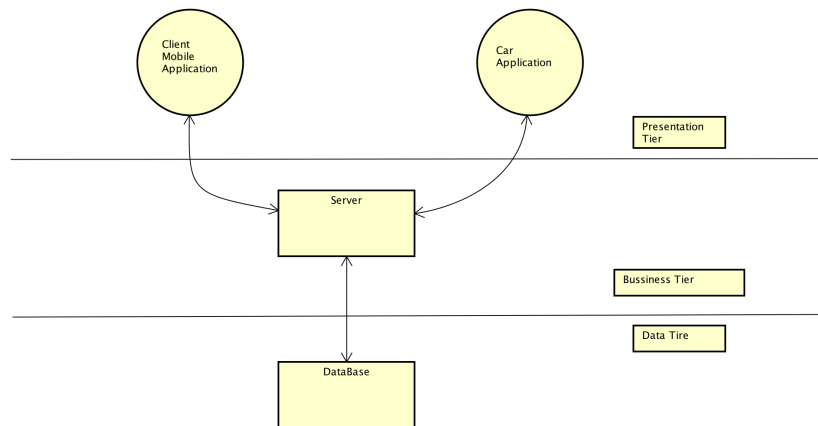 Client
Mobile
Application
Car
Application
Presentation
Tier
Server
Bussiness Tier
Data Tire
DataBase